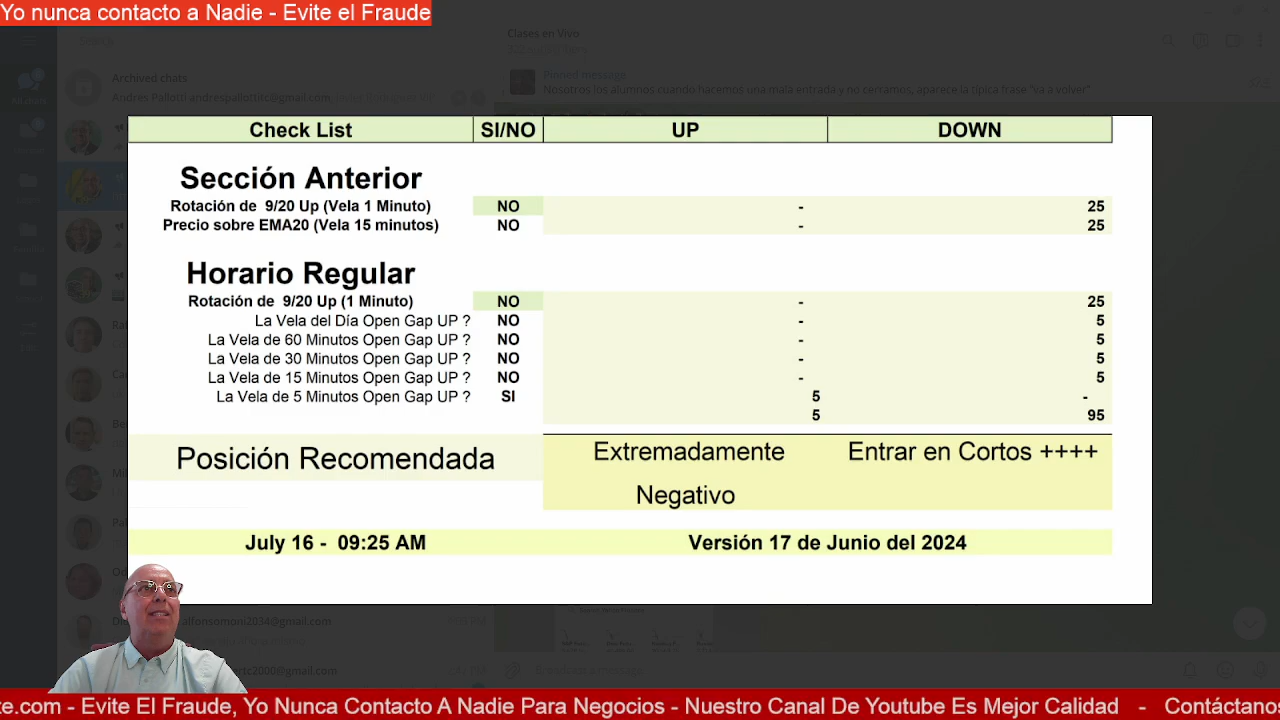 Yo nunca contacto a Nadie - Evite el Fraude
Clases en Vivo
Archived chats
Pinned message
Andres Pallotti andrespallottirc@gmail.com,
Nosotros los alumnos cuando hacemos una mala entrada y no cerramos, aparece la típica frase "va a volver"
Check List SI/NO UP DOWN
Sección Anterior
Rotación de 9/20 Up (Vela 1 Minuto) NO - 25
Precio sobre EMA20 (Vela 15 minutos) NO - 25
Horario Regular
Rotación de 9/20 Up (1 Minuto) NO - 25
La Vela del Día Open Gap UP ? NO - 5
La Vela de 60 Minutos Open Gap UP ? NO - 5
La Vela de 30 Minutos Open Gap UP ? NO - 5
La Vela de 15 Minutos Open Gap UP ? NO - 5
La Vela de 5 Minutos Open Gap UP ? SI 5 -
5 95
Posición Recomendada Extremadamente Negativo Entrar en Cortos ++++
July 16 - 09:25 AM Versión 17 de Junio del 2024
te.com - Evite El Fraude, Yo Nunca Contacto A Nadie Para Negocios - Nuestro Canal De Youtube Es Mejor Calidad - Contáctanos